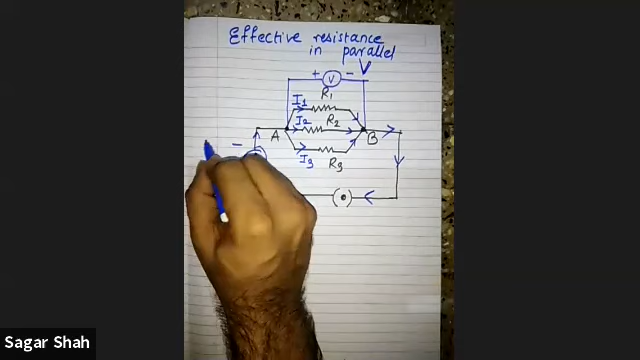 Effective resistance
in parallel
+ V -
R1
I1
I2
R2
A
B
I3
R3
-
Sagar Shah